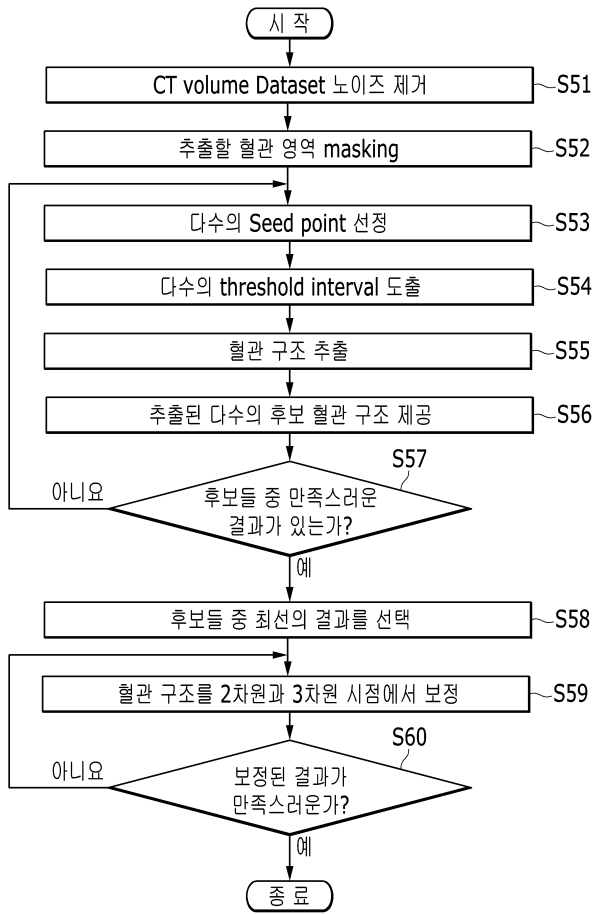 시 작
CT volume Dataset 노이즈 제거 S51
추출할 혈관 영역 masking S52
다수의 Seed point 선정 S53
다수의 threshold interval 도출 S54
혈관 구조 추출 S55
추출된 다수의 후보 혈관 구조 제공 S56
S57
아니요
후보들 중 만족스러운
결과가 있는가?
예
후보들 중 최선의 결과를 선택 S58
혈관 구조를 2차원과 3차원 시점에서 보정 S59
S60
아니요
보정된 결과가
만족스러운가?
예
종 료